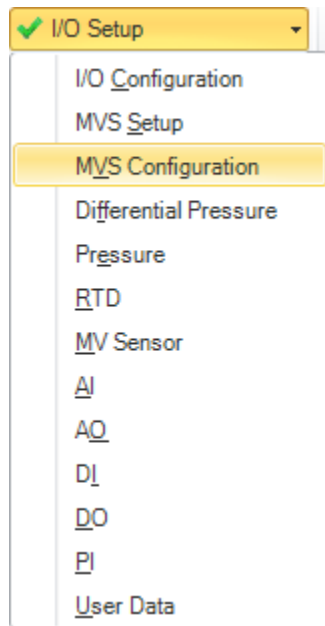 I/O Setup
I/O Configuration
MVS Setup
MVS Configuration
Differential Pressure
Pressure
RTD
MV Sensor
AI
AO
DI
DO
PI
User Data